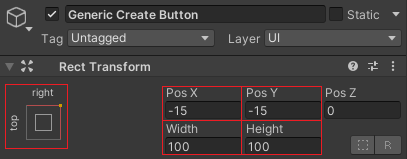 Generic Create Button Static
Tag Untagged Layer UI
Rect Transform
right
top
Pos X Pos Y Pos Z
-15 -15 0
Width Height
100 100 R